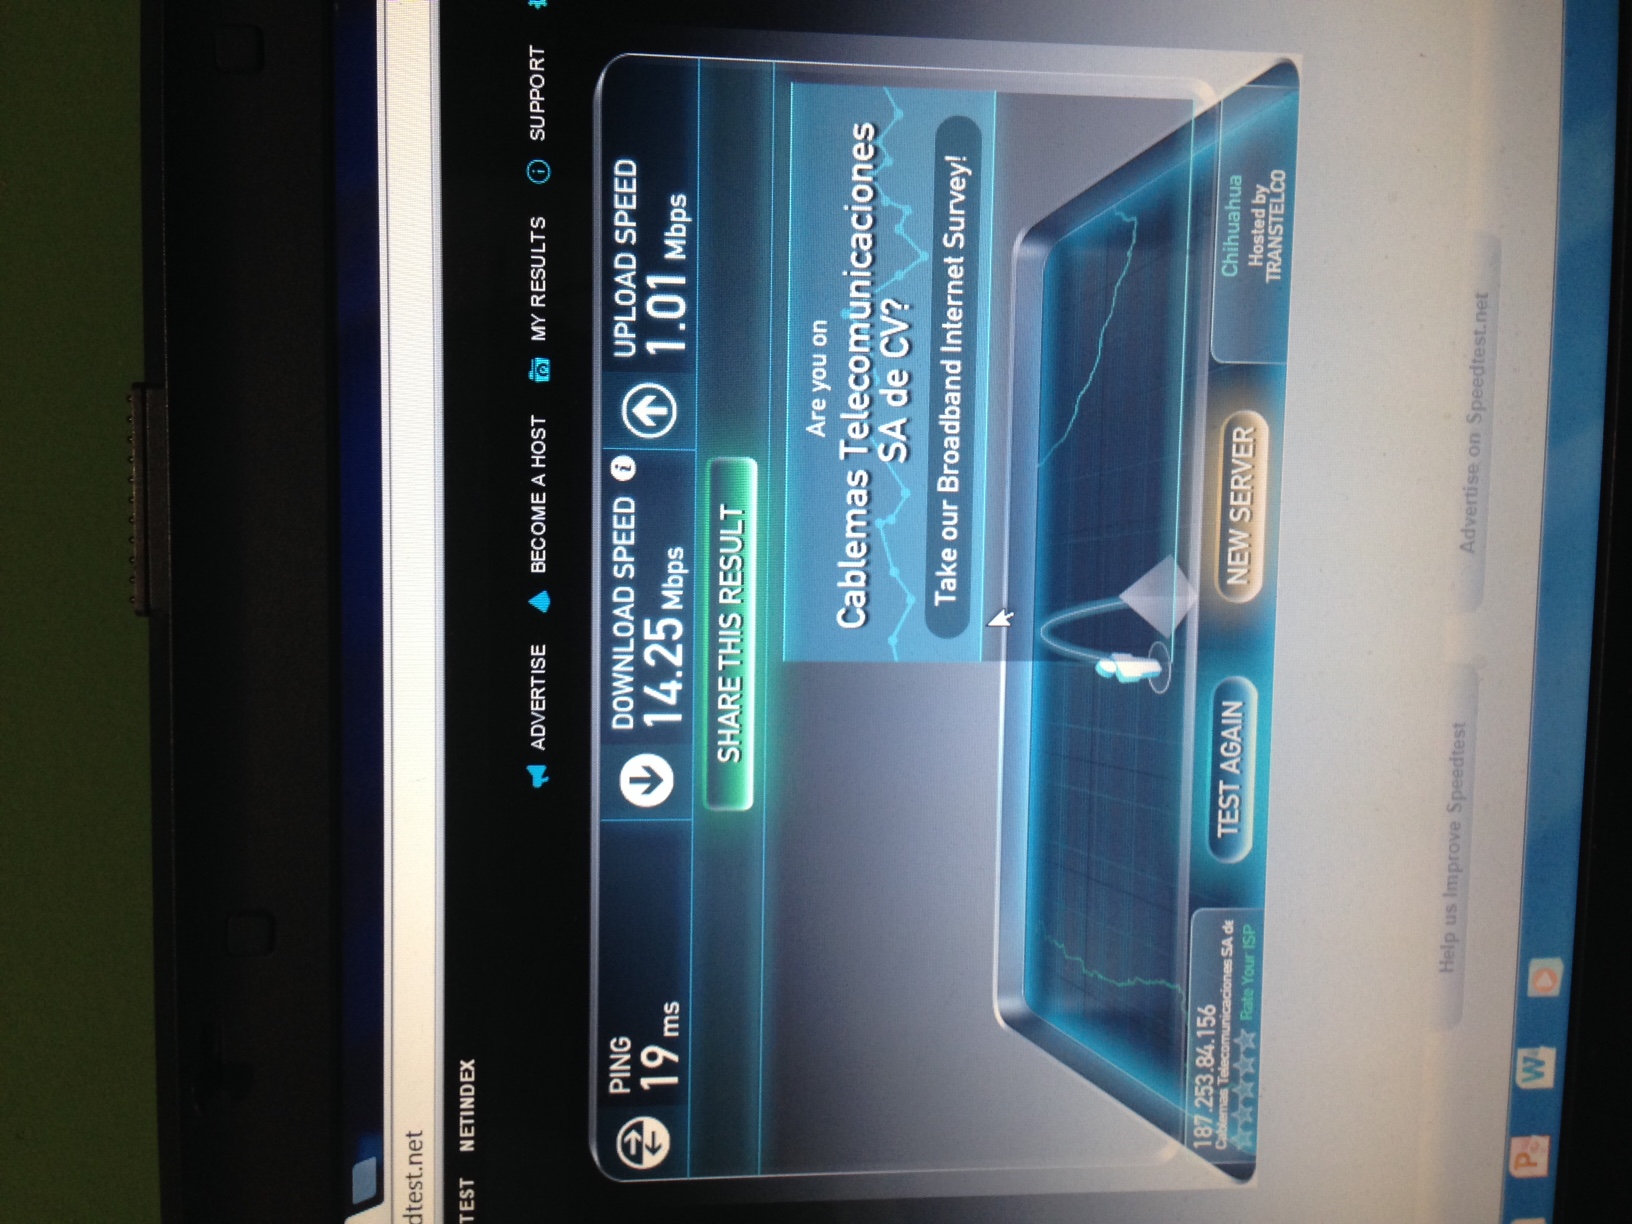 dtest.net
TEST NETINDEX
ADVERTISE BECOME A HOST MY RESULTS SUPPORT
PING
19 ms
DOWNLOAD SPEED
14.25 Mbps
UPLOAD SPEED
1.01 Mbps
SHARE THIS RESULT
Are you on
Cablemas Telecomunicaciones
SA de CV?
Take our Broadband Internet Survey!
187.253.84.156
Cablemas Telecomunicaciones SA de
Rate Your ISP
TEST AGAIN
NEW SERVER
Chihuahua
Hosted by
TRANSTELCO
Help us Improve Speedtest
Advertise on Speedtest.net
P
W